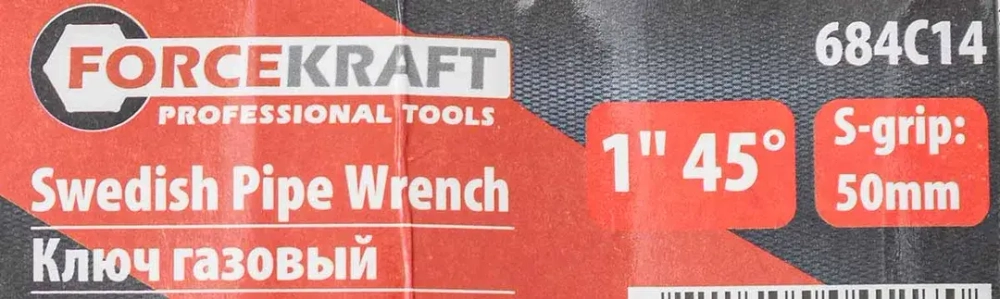 FORCEKRAFT
PROFESSIONAL TOOLS
Swedish Pipe Wrench
Ключ газовый
684C14
1" 45°
S-grip:
50mm